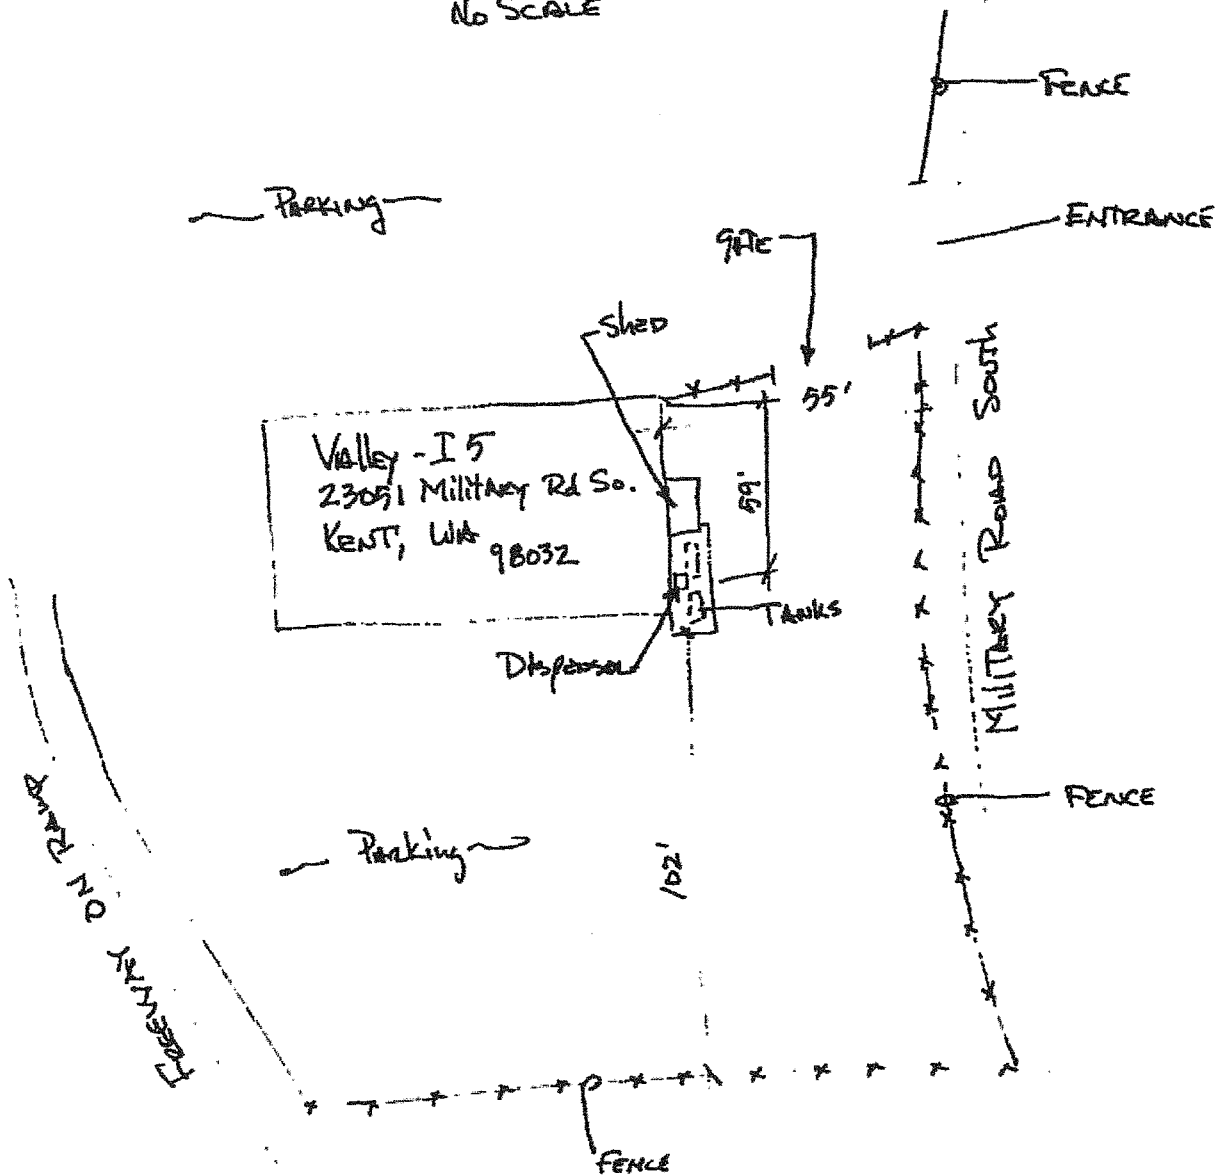 No SCALE
FENCE
PARKING
ENTRANCE
GATE
Shed
55'
Valley - I 5
23051 Military Rd So.
KENT, WA
98032
59'
Military Road South
TANKS
Dispenser
FENCE
Parking
102'
FREEWAY ON RAMP
FENCE